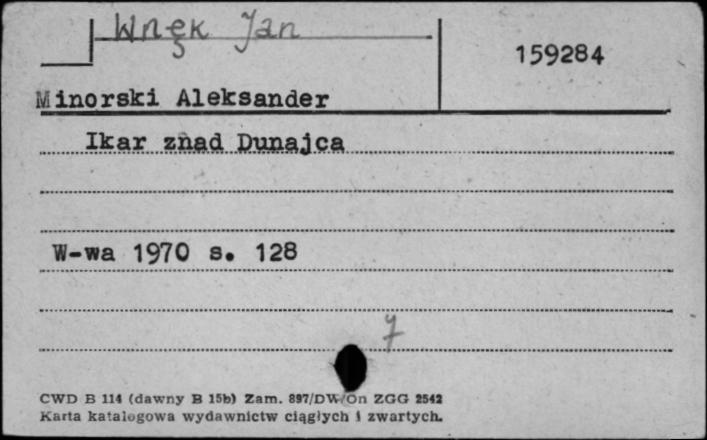 Wnęk Jan
159284
Minorski Aleksander
Ikar znad Dunajca
W-wa 1970 s. 128
7
CWD B 114 (dawny B 15b) Zam. 897/DW/On ZGG 2542
Karta katalogowa wydawnictw ciągłych i zwartych.